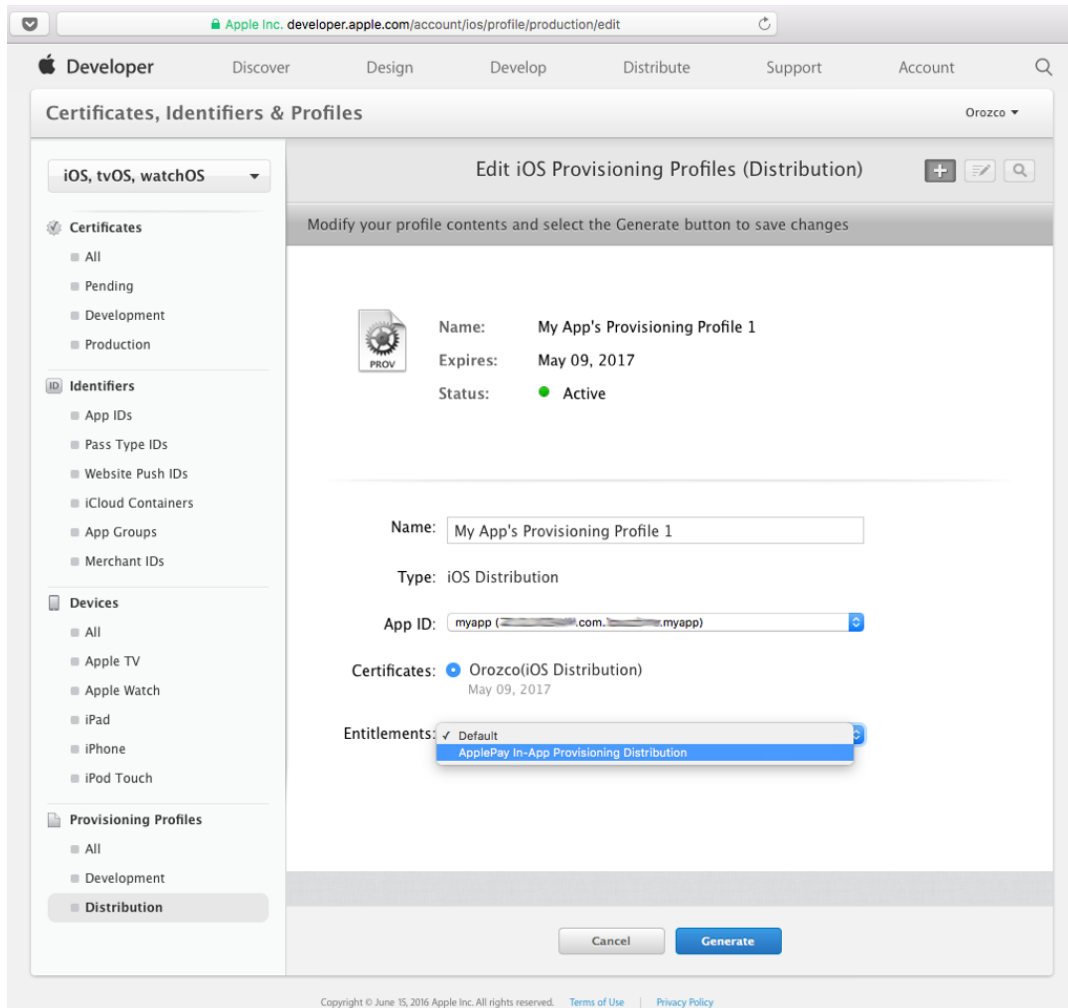 Apple Inc. developer.apple.com/account/ios/profile/production/edit
Developer Discover Design Develop Distribute Support Account
Certificates, Identifiers & Profiles
Orozco
iOS, tvOS, watchOS
Edit iOS Provisioning Profiles (Distribution)
Modify your profile contents and select the Generate button to save changes
Certificates
All
Pending
Development
Production
ID Identifiers
App IDs
Pass Type IDs
Website Push IDs
iCloud Containers
App Groups
Merchant IDs
Devices
All
Apple TV
Apple Watch
iPad
iPhone
iPod Touch
Provisioning Profiles
All
Development
Distribution
PROV
Name: My App's Provisioning Profile 1
Expires: May 09, 2017
Status: Active
Name: My App's Provisioning Profile 1
Type: iOS Distribution
App ID: myapp ( .com. .myapp)
Certificates: Orozco(iOS Distribution)
May 09, 2017
Entitlements: ✓ Default
ApplePay In-App Provisioning Distribution
Cancel Generate
Copyright © June 15, 2016 Apple Inc. All rights reserved. Terms of Use | Privacy Policy